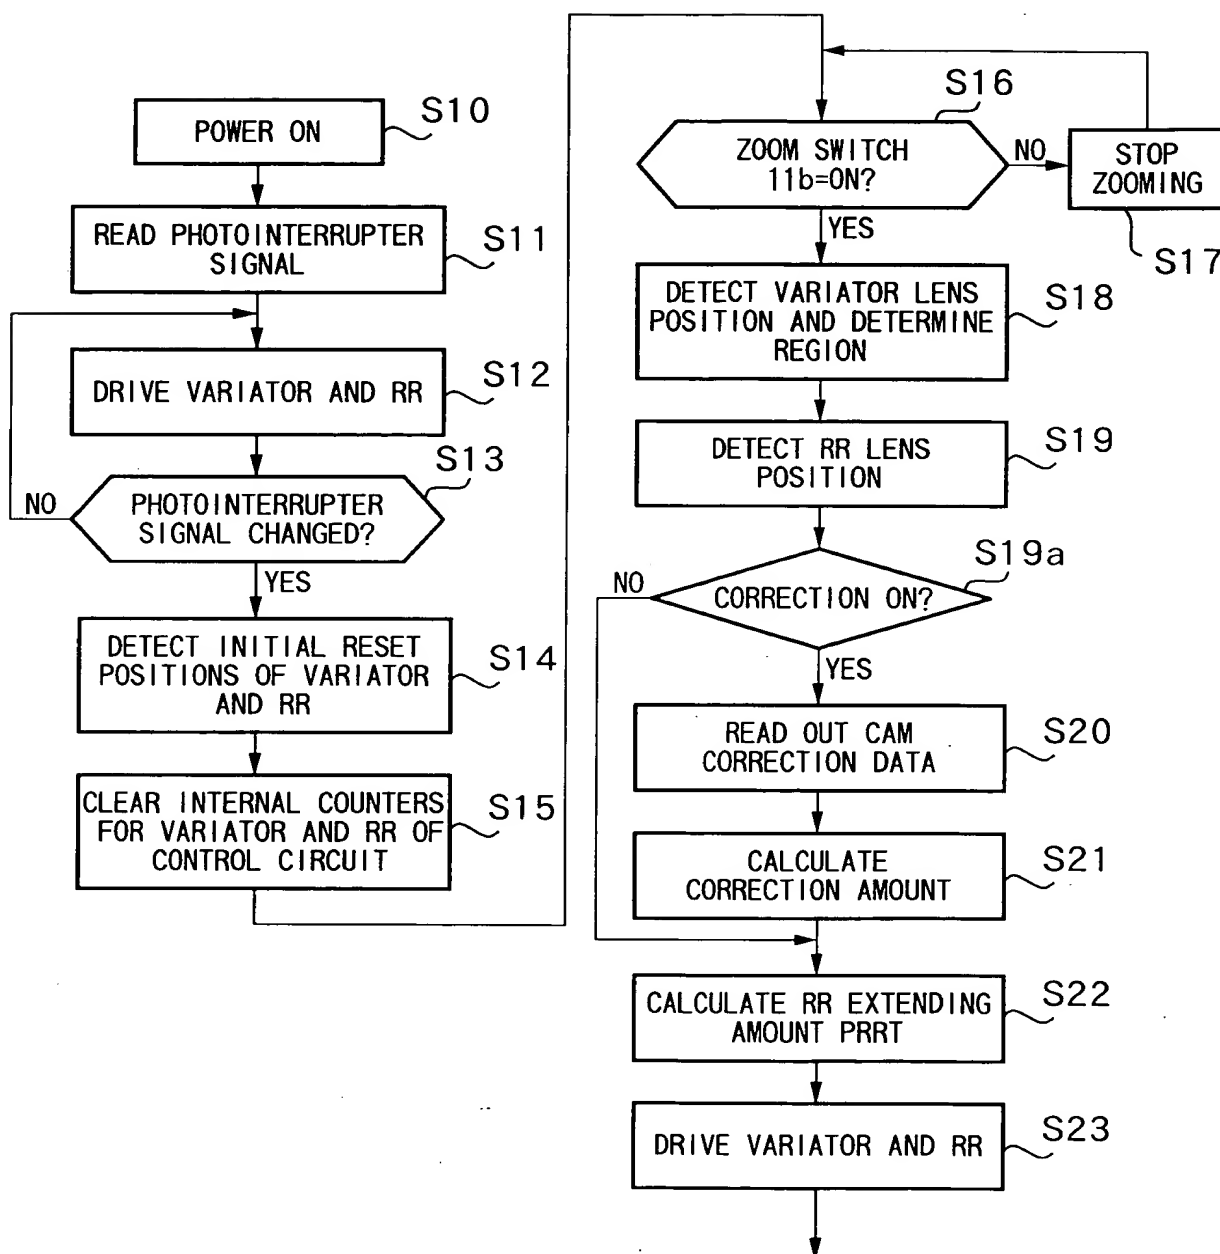 POWER ON
S10
READ PHOTOINTERRUPTER
SIGNAL
S11
DRIVE VARIATOR AND RR
S12
PHOTOINTERRUPTER
SIGNAL CHANGED?
S13
NO
YES
DETECT INITIAL RESET
POSITIONS OF VARIATOR
AND RR
S14
CLEAR INTERNAL COUNTERS
FOR VARIATOR AND RR OF
CONTROL CIRCUIT
S15
ZOOM SWITCH
11b=ON?
S16
NO
STOP
ZOOMING
S17
YES
DETECT VARIATOR LENS
POSITION AND DETERMINE
REGION
S18
DETECT RR LENS
POSITION
S19
CORRECTION ON?
S19a
NO
YES
READ OUT CAM
CORRECTION DATA
S20
CALCULATE
CORRECTION AMOUNT
S21
CALCULATE RR EXTENDING
AMOUNT PRRT
S22
DRIVE VARIATOR AND RR
S23